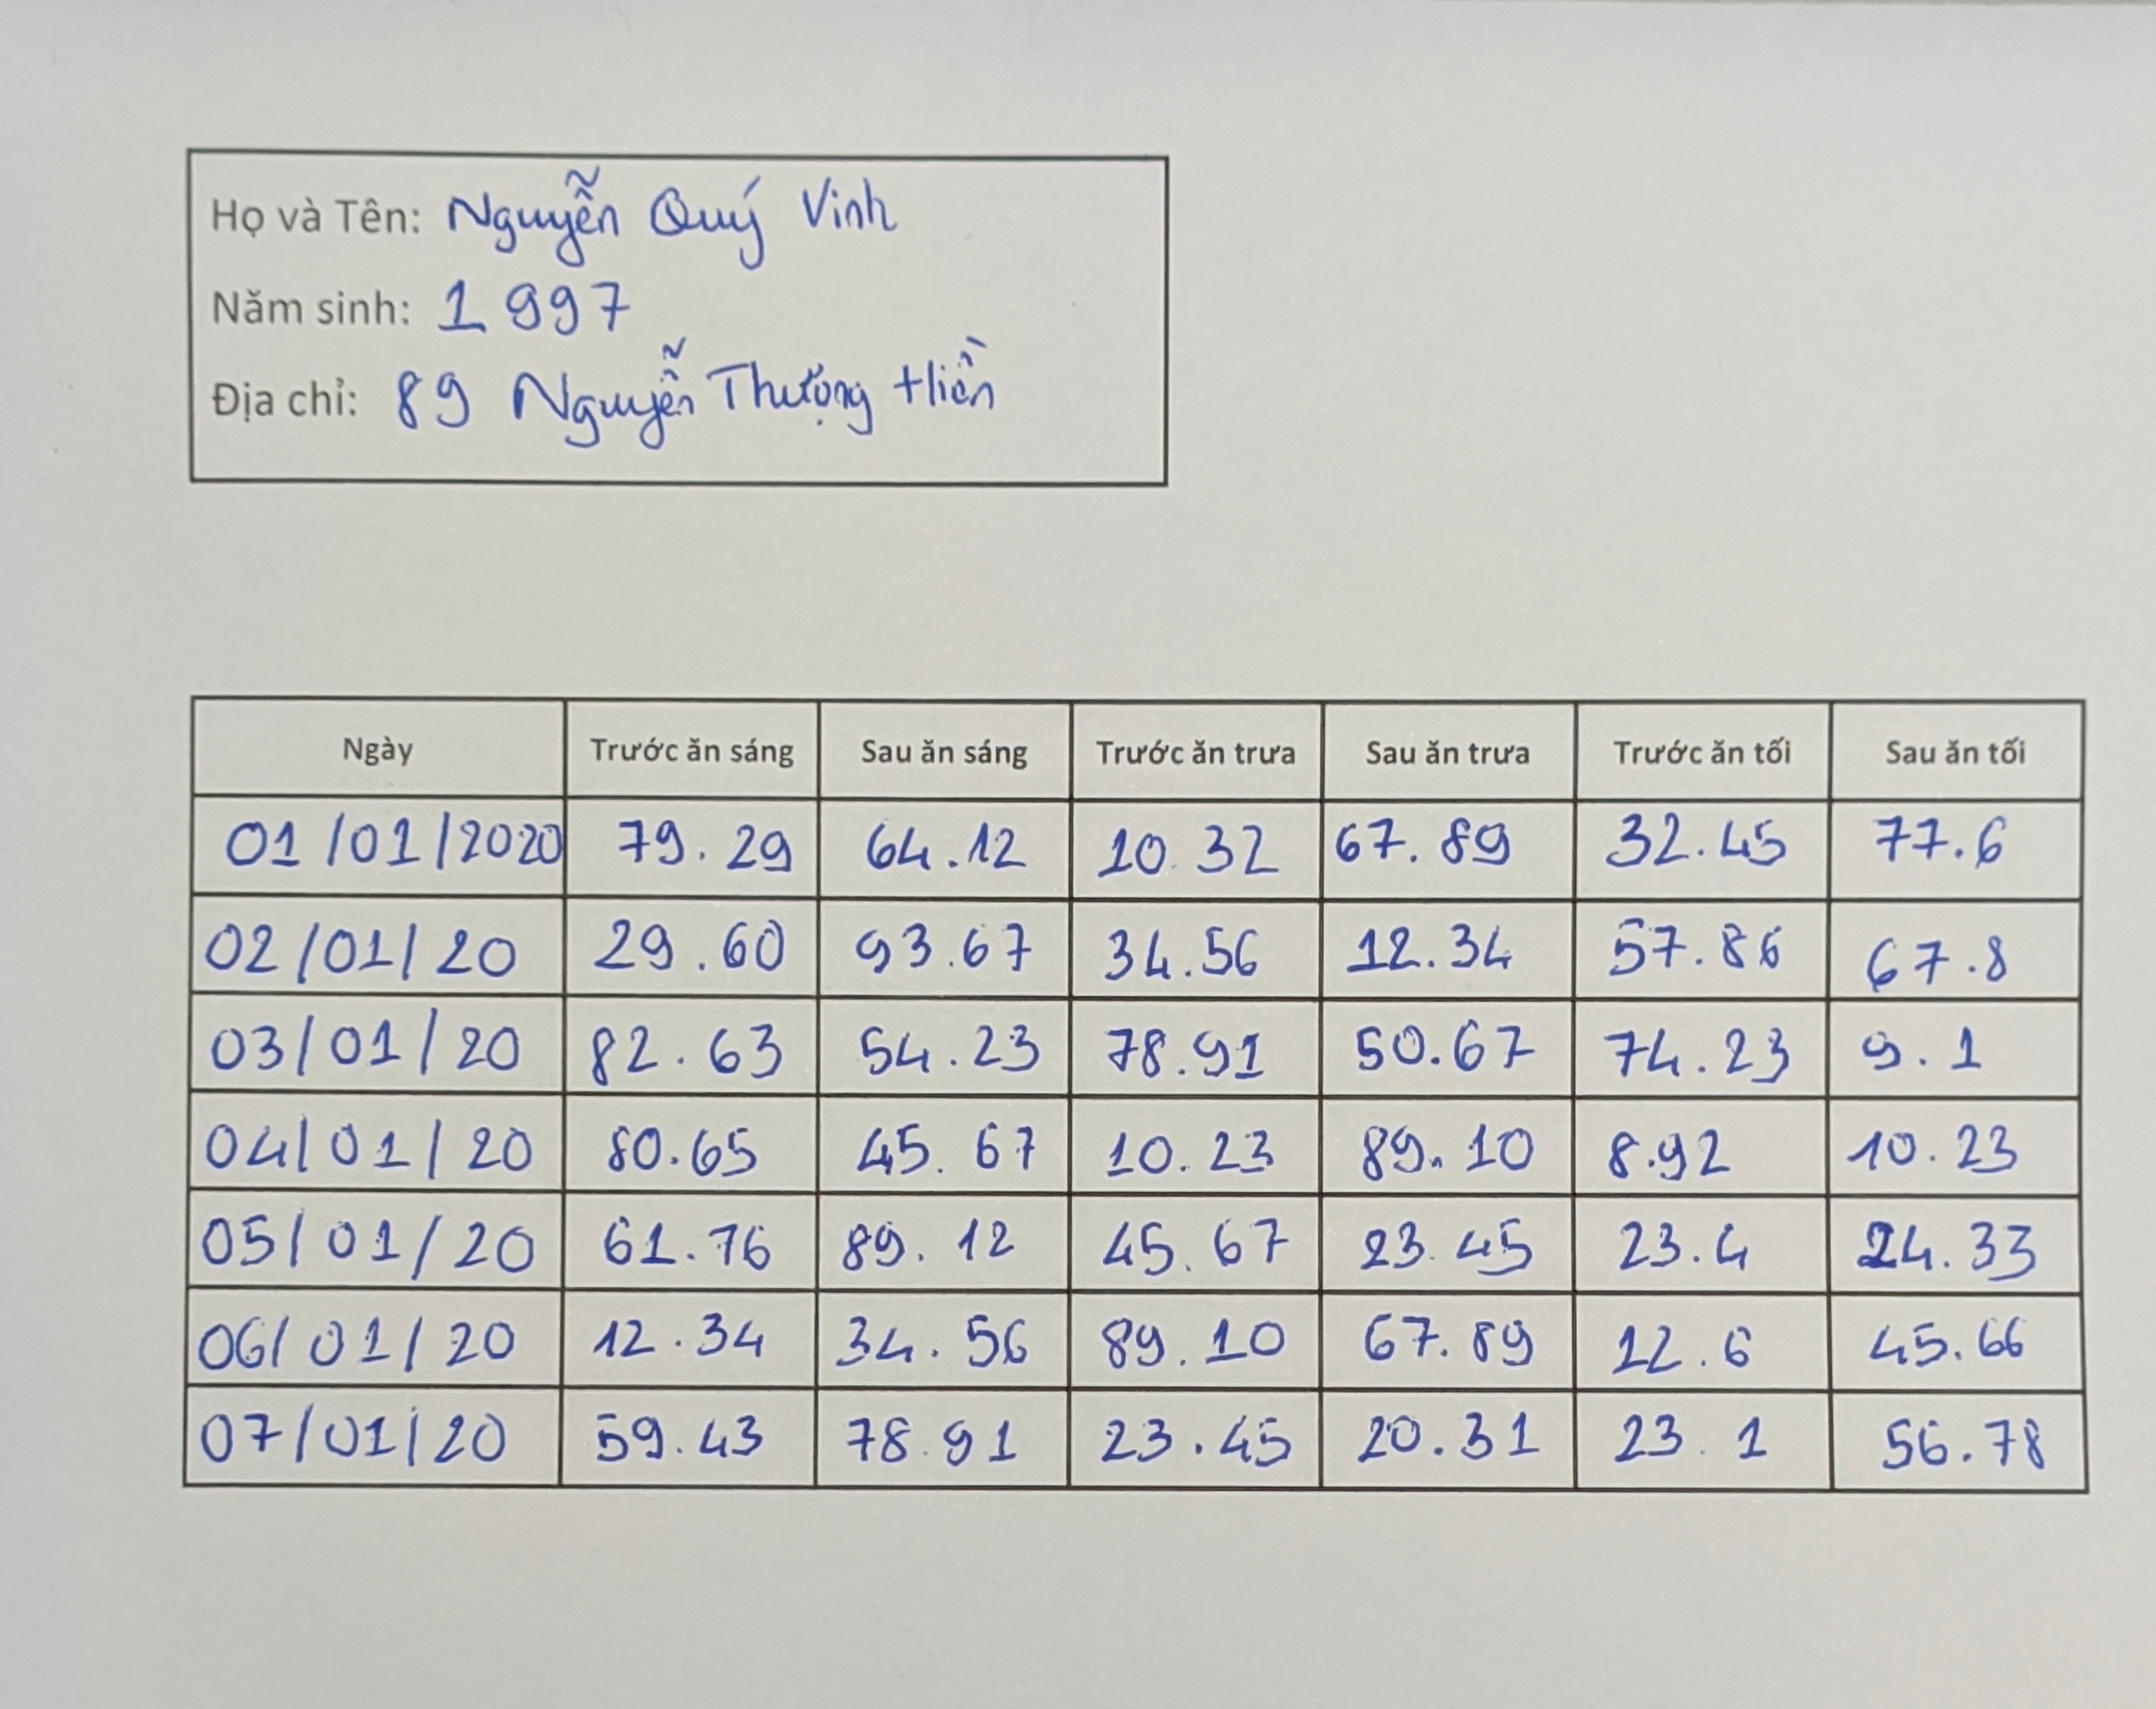 Họ và Tên: Nguyễn Quý Vinh
Năm sinh: 1997
Địa chỉ: 89 Nguyễn Thượng Hiền
Ngày Trước ăn sáng Sau ăn sáng Trước ăn trưa Sau ăn trưa Trước ăn tối Sau ăn tối
01/01/2020 79.29 64.12 10.32 67.89 32.45 77.6
02/01/20 29.60 93.67 34.56 12.34 57.86 67.8
03/01/20 82.63 54.23 78.91 50.67 74.23 9.1
04/01/20 80.65 45.67 10.23 89.10 8.92 10.23
05/01/20 61.76 89.12 45.67 23.45 23.4 24.33
06/01/20 12.34 34.56 89.10 67.89 12.6 45.66
07/01/20 59.43 78.91 23.45 20.31 23.1 56.78